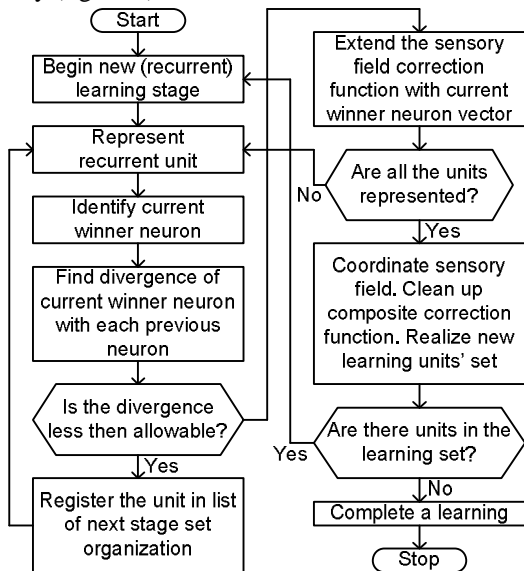 Start
Begin new (recurrent)
learning stage
Represent
recurrent unit
Identify current
winner neuron
Find divergence of
current winner neuron
with each previous
neuron
Is the divergence
less then allowable?
Yes
Register the unit in list
of next stage set
organization
Extend the sensory
field correction
function with current
winner neuron vector
Are all the units
represented?
No
Yes
Coordinate sensory
field. Clean up
composite correction
function. Realize new
learning units' set
Are there units in the
learning set?
Yes
No
Complete a learning
Stop